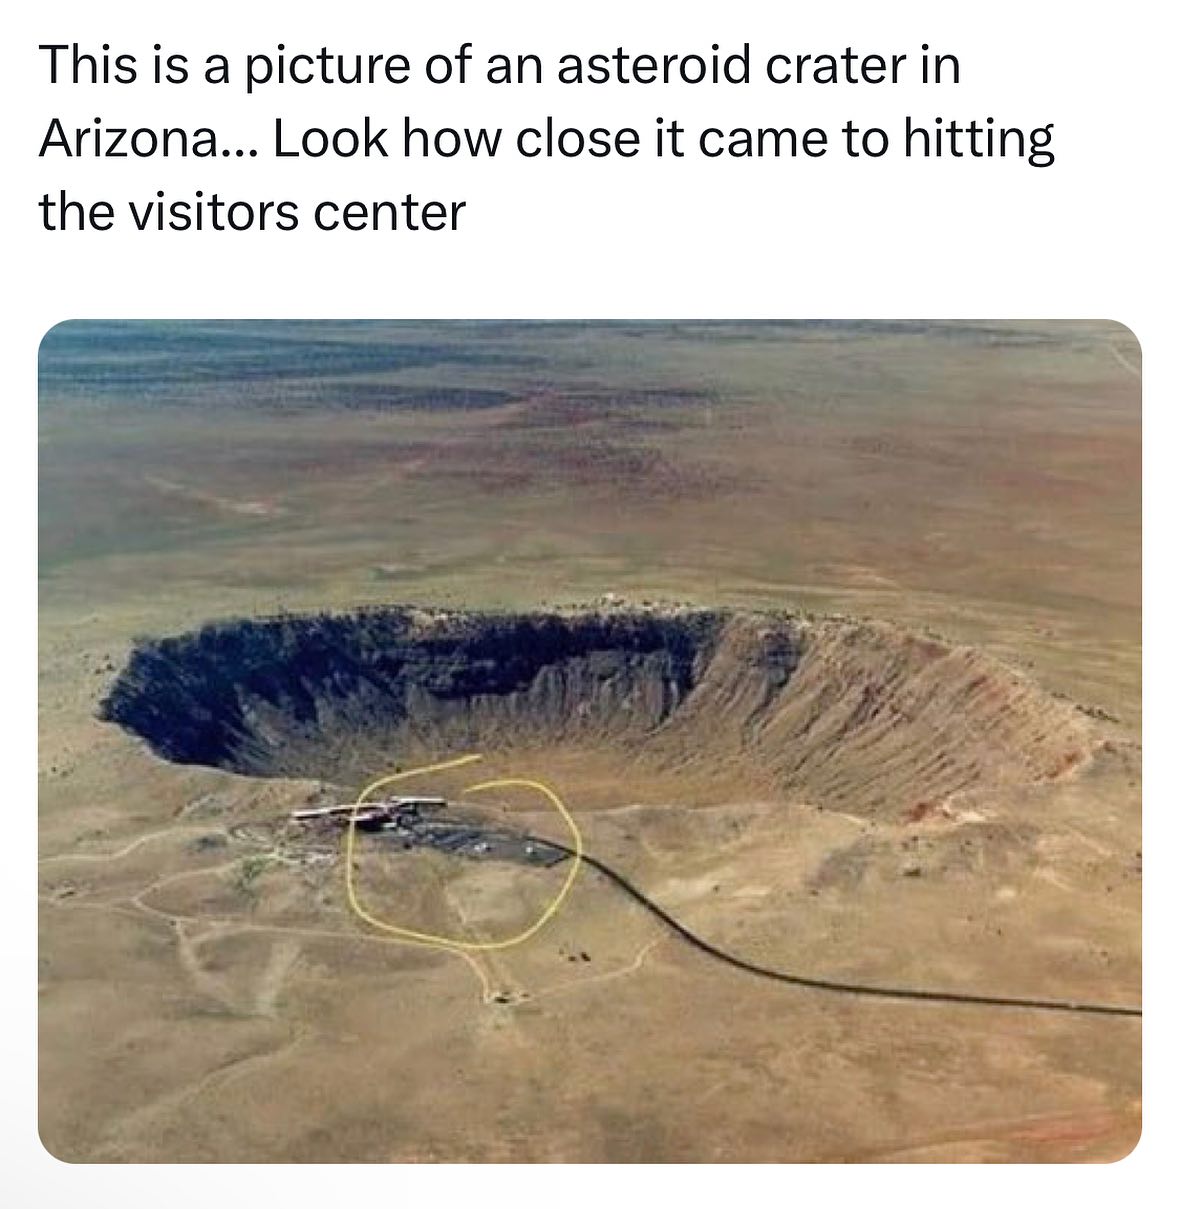 This is a picture of an asteroid crater in
Arizona... Look how close it came to hitting
the visitors center